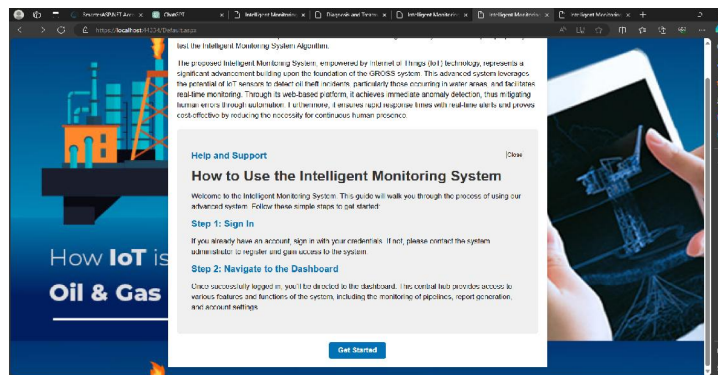 SmarterASP.NET Acco
ChatGPT
Intelligent Monitorin
Diagnosis and Treatm
Intelligent Monitorin
Intelligent Monitorin
Intelligent Monitorin
https://localhost:44334/Default.aspx
test the Intelligent Monitoring System Algorithm.
The proposed Intelligent Monitoring System, empowered by Internet of Things (IoT) technology, represents a
significant advancement building upon the foundation of the GROSS system. This advanced system leverages
the potential of IoT sensors to detect oil theft incidents, particularly those occurring in water areas, and facilitates
real-time monitoring. Through its web-based platform, it achieves immediate anomaly detection, thus mitigating
human errors through automation. Furthermore, it ensures rapid response times with real-time alerts and proves
cost-effective by reducing the necessity for continuous human presence.
Help and Support
Close
How to Use the Intelligent Monitoring System
Welcome to the Intelligent Monitoring System. This guide will walk you through the process of using our
advanced system. Follow these simple steps to get started:
Step 1: Sign In
If you already have an account, sign in with your credentials. If not, please contact the system
administrator to register and gain access to the system.
Step 2: Navigate to the Dashboard
Once successfully logged in, you'll be directed to the dashboard. This central hub provides access to
various features and functions of the system, including the monitoring of pipelines, report generation,
and account settings.
Get Started
How IoT is
Oil & Gas